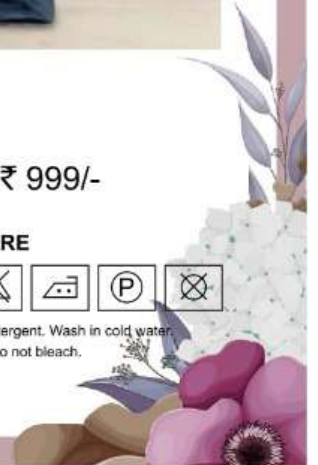 ₹ 999/-
RE
P
ergent. Wash in cold water.
o not bleach.